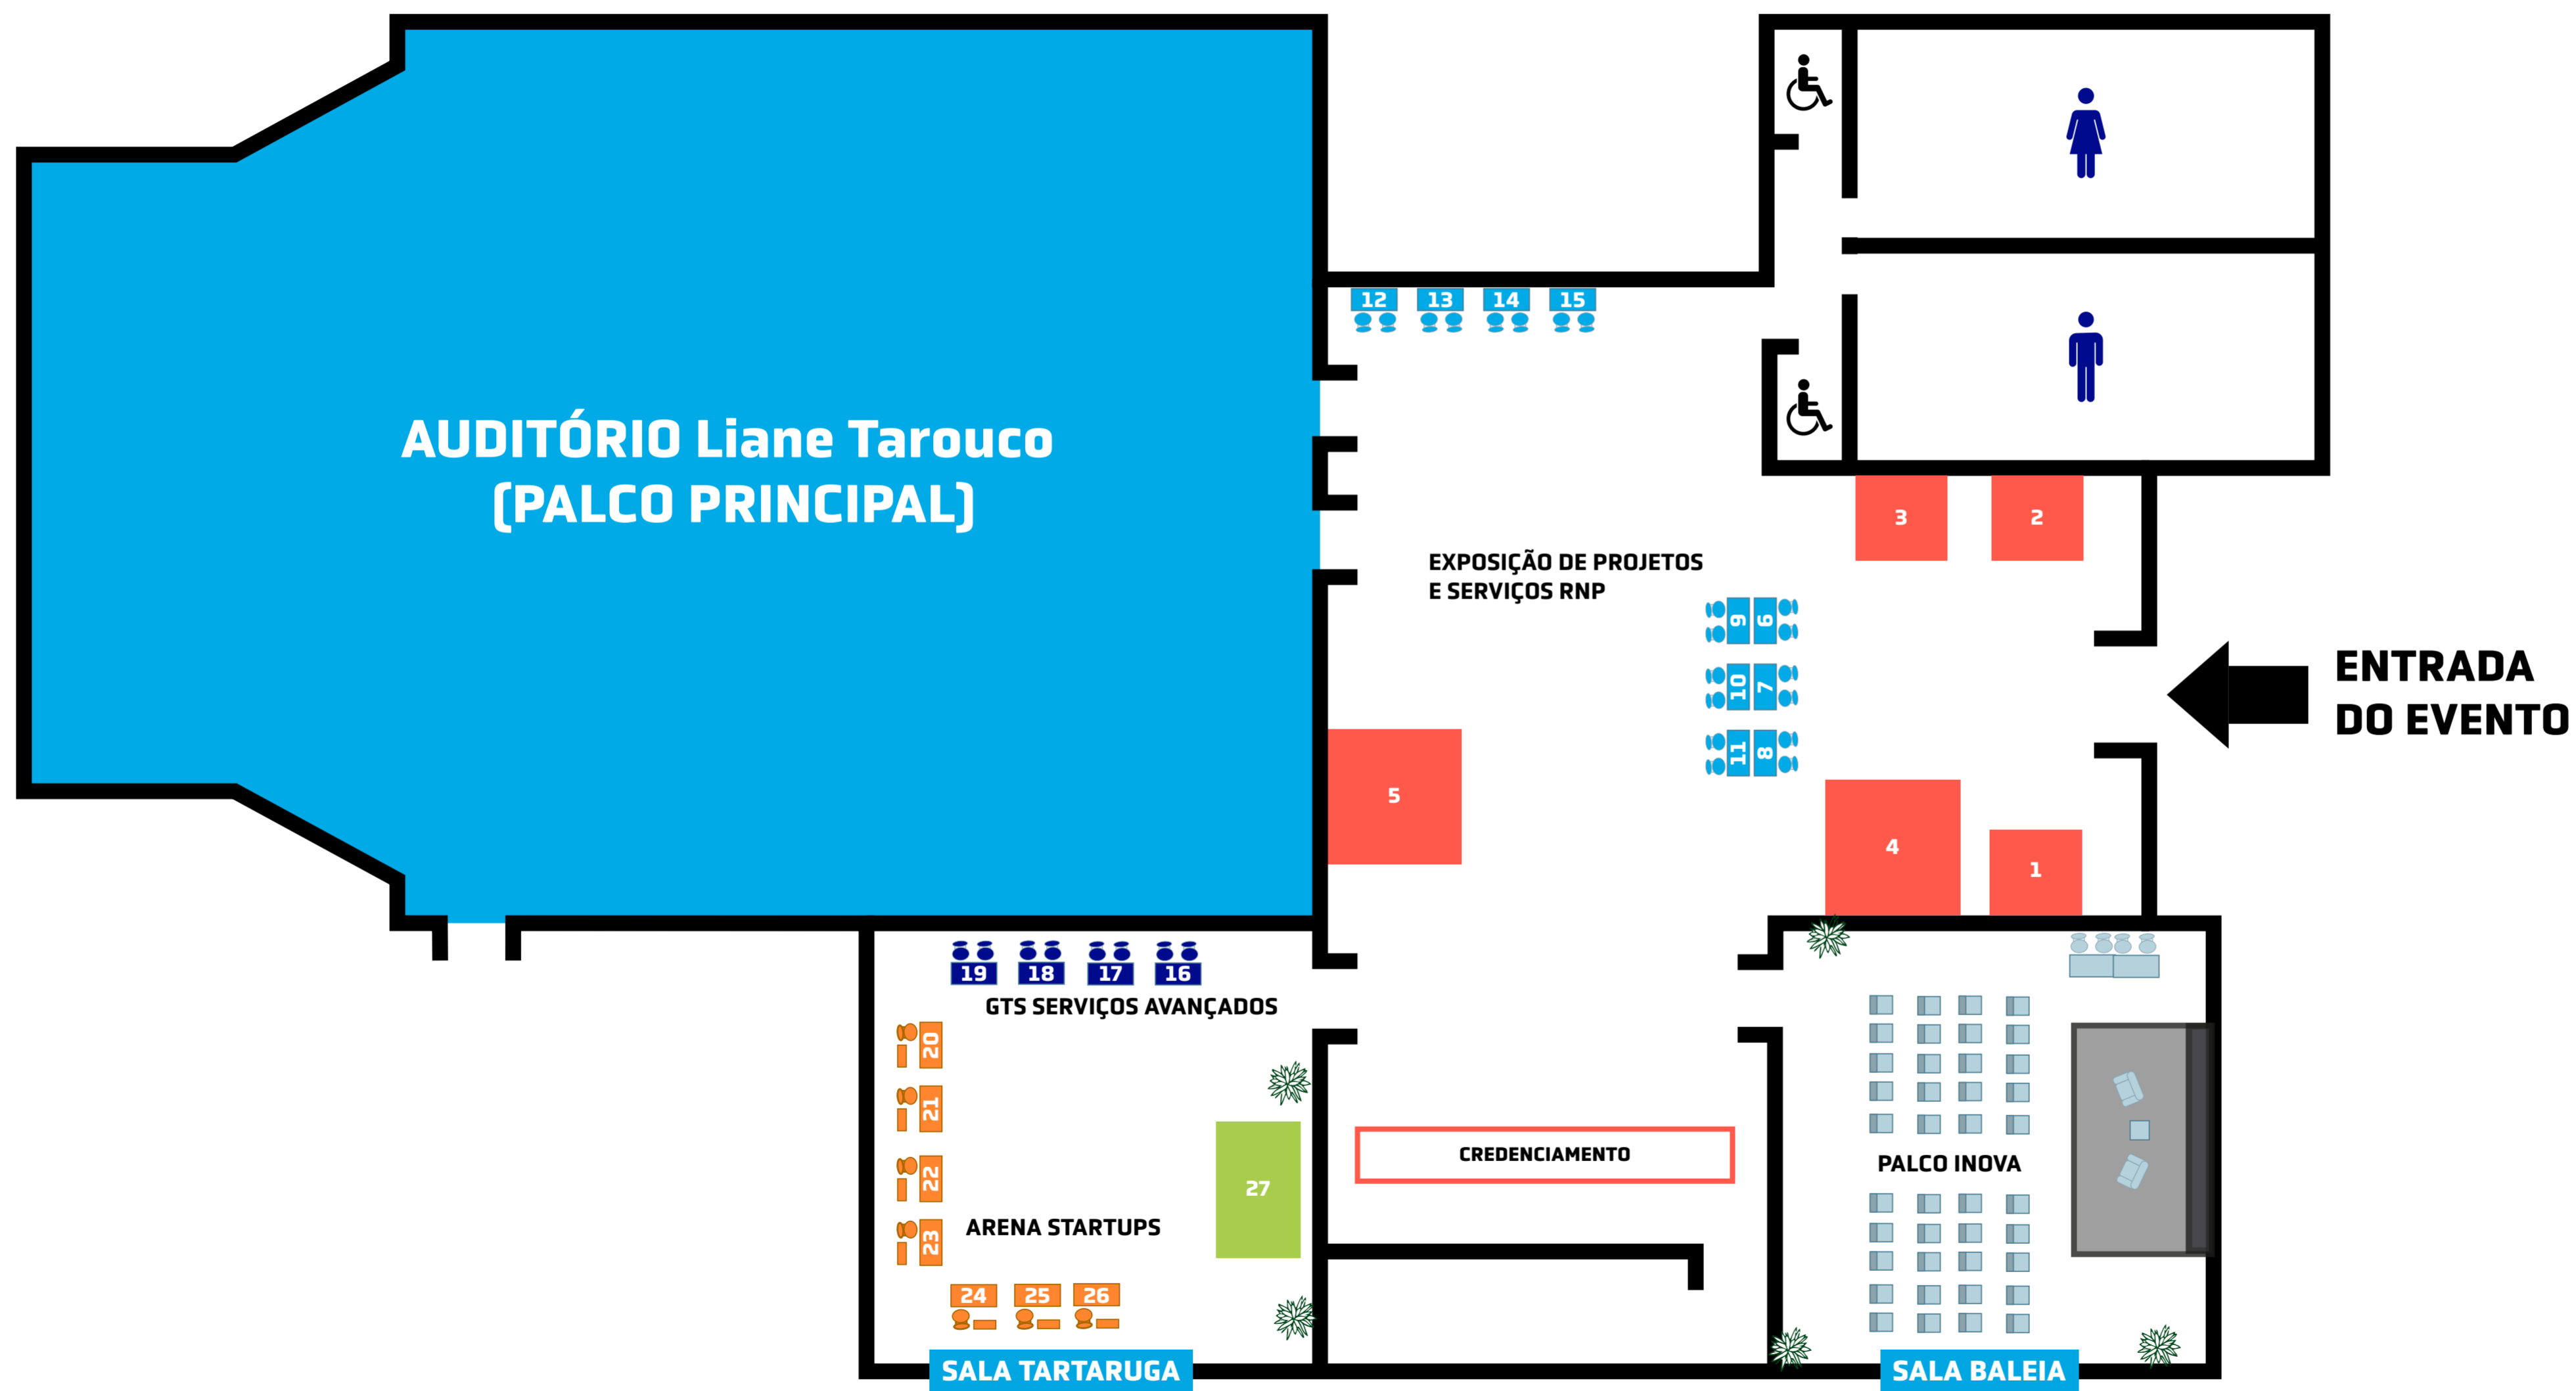 AUDITÓRIO Liane Tarouco
(PALCO PRINCIPAL)
12 13 14 15
3 2
EXPOSIÇÃO DE PROJETOS
E SERVIÇOS RNP
9 6
10 7
11 8
ENTRADA
DO EVENTO
5
4
1
19 18 17 16
GTS SERVIÇOS AVANÇADOS
20
21
22
23
27
ARENA STARTUPS
24 25 26
SALA TARTARUGA
CREDENCIAMENTO
PALCO INOVA
SALA BALEIA